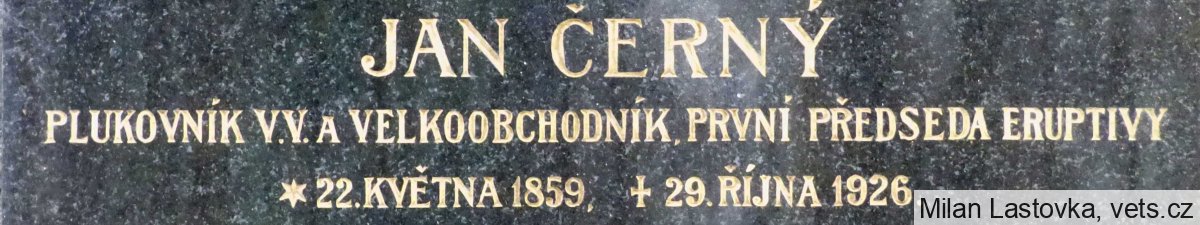 JAN ČERNÝ
PLUKOVNÍK V.V. A VELKOOBCHODNÍK, PRVNÍ PŘEDSEDA ERUPTIVY
* 22. KVĚTNA 1859, ✝ 29. ŘÍJNA 1926
Milan Lastovka, vets.cz